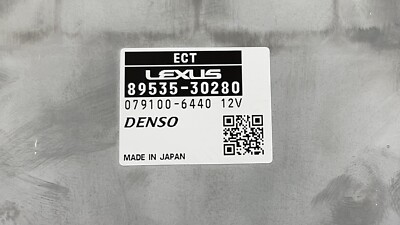 ECT
LEXUS
89535-30280
079100-6440 12V
DENSO
MADE IN JAPAN